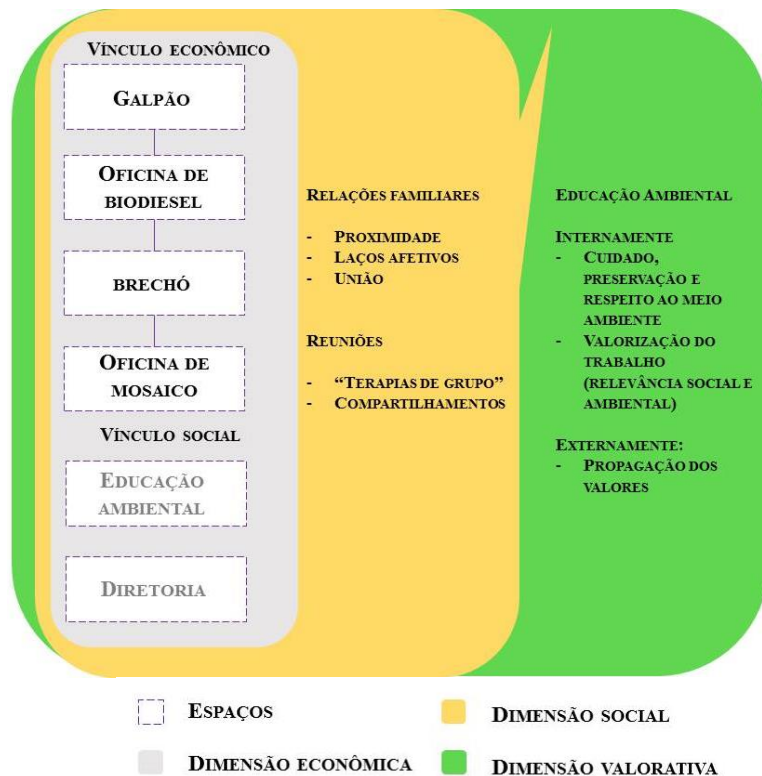 VÍNCULO ECONÔMICO
GALPÃO
OFICINA DE
BIODIESEL
BRECHÓ
OFICINA DE
MOSAICO
VÍNCULO SOCIAL
EDUCAÇÃO
AMBIENTAL
DIRETORIA
RELAÇÕES FAMILIARES
- PROXIMIDADE
- LAÇOS AFETIVOS
- UNIÃO
REUNIÕES
- “TERAPIAS DE GRUPO”
- COMPARTILHAMENTOS
EDUCAÇÃO AMBIENTAL
INTERNAMENTE
- CUIDADO,
PRESERVAÇÃO E
RESPEITO AO MEIO
AMBIENTE
- VALORIZAÇÃO DO
TRABALHO
(RELEVÂNCIA SOCIAL E
AMBIENTAL)
EXTERNAMENTE:
- PROPAGAÇÃO DOS
VALORES
ESPAÇOS
DIMENSÃO SOCIAL
DIMENSÃO ECONÔMICA
DIMENSÃO VALORATIVA